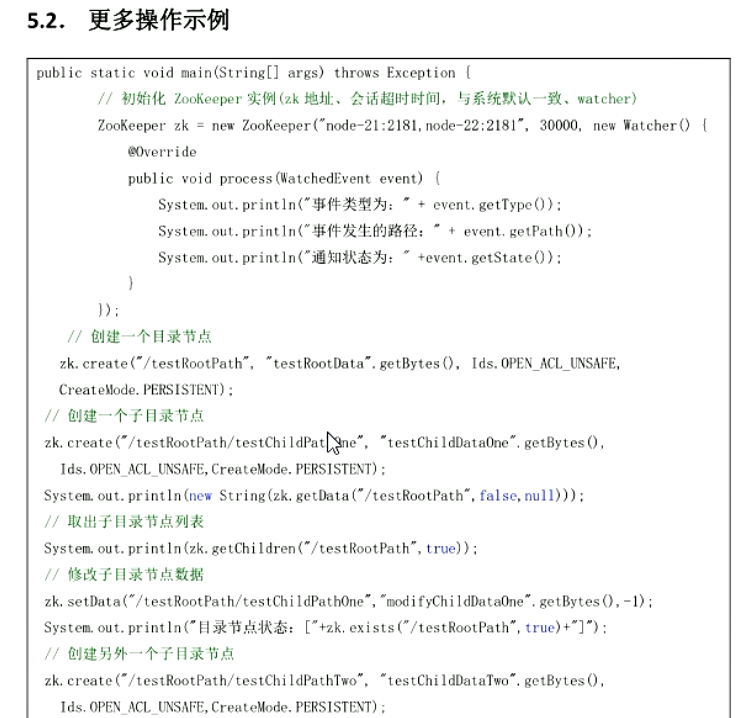 5.2. 更多操作示例
public static void main(String[] args) throws Exception {
// 初始化 ZooKeeper 实例(zk 地址、会话超时时间，与系统默认一致、watcher)
ZooKeeper zk = new ZooKeeper("node-21:2181,node-22:2181", 30000, new Watcher() {
@Override
public void process(WatchedEvent event) {
System.out.println("事件类型为：" + event.getType());
System.out.println("事件发生的路径：" + event.getPath());
System.out.println("通知状态为：" +event.getState());
}
});
// 创建一个目录节点
zk.create("/testRootPath", "testRootData".getBytes(), Ids.OPEN_ACL_UNSAFE,
CreateMode.PERSISTENT);
// 创建一个子目录节点
zk.create("/testRootPath/testChildPathOne", "testChildDataOne".getBytes(),
Ids.OPEN_ACL_UNSAFE,CreateMode.PERSISTENT);
System.out.println(new String(zk.getData("/testRootPath",false,null)));
// 取出子目录节点列表
System.out.println(zk.getChildren("/testRootPath",true));
// 修改子目录节点数据
zk.setData("/testRootPath/testChildPathOne","modifyChildDataOne".getBytes(),-1);
System.out.println("目录节点状态：["+zk.exists("/testRootPath",true)+"]");
// 创建另外一个子目录节点
zk.create("/testRootPath/testChildPathTwo", "testChildDataTwo".getBytes(),
Ids.OPEN_ACL_UNSAFE,CreateMode.PERSISTENT);